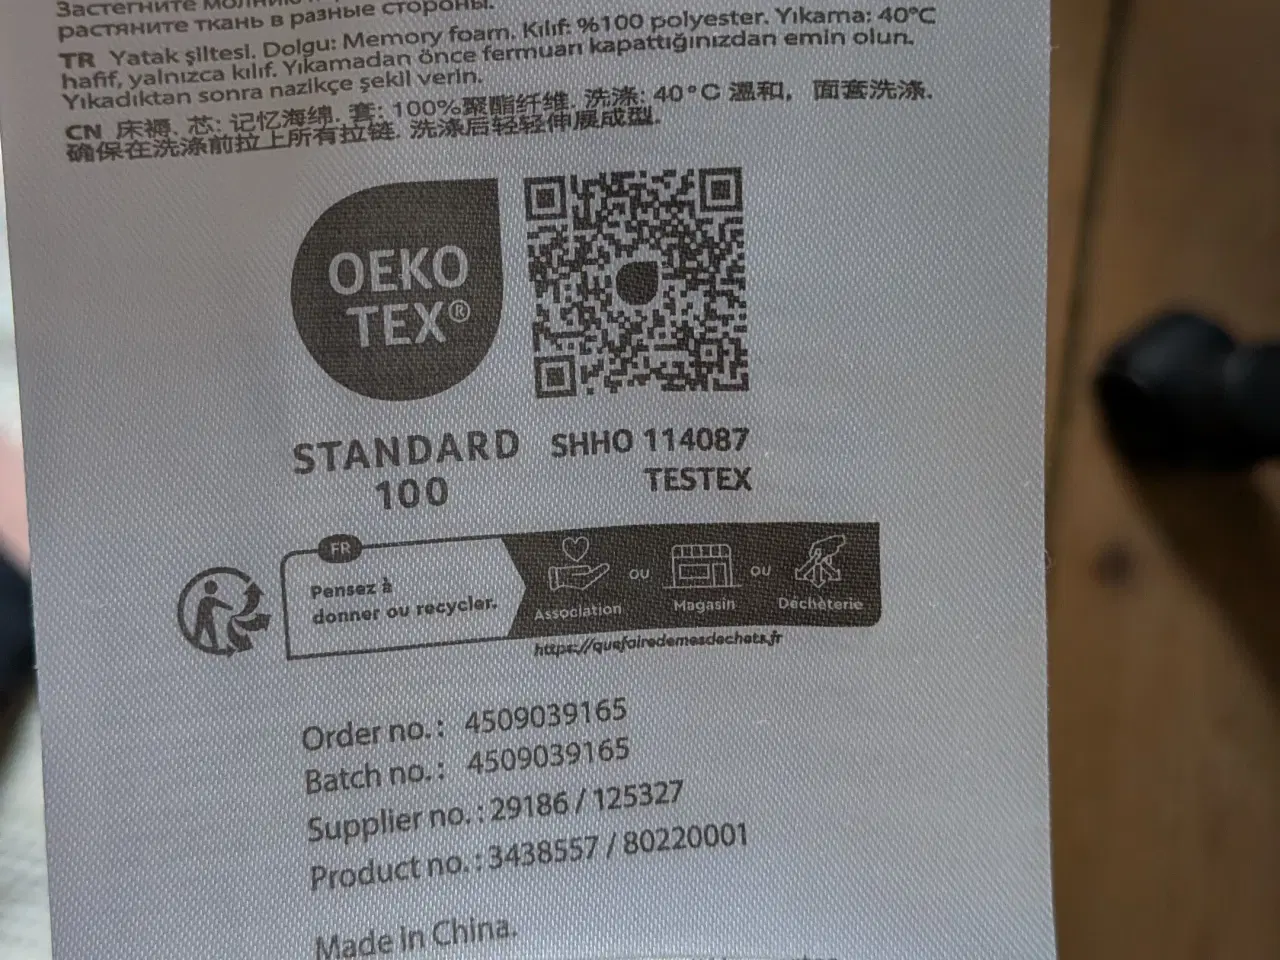 Застегните молнию
растяните ткань в разные стороны.
TR Yatak şiltesi. Dolgu: Memory foam. Kılıf: %100 polyester. Yıkama: 40°C
hafif, yalnızca kılıf. Yıkamadan önce fermuarı kapattığınızdan emin olun.
Yıkadıktan sonra nazikçe şekil verin.
CN 床褥. 芯: 记忆海绵. 套: 100%聚酯纤维. 洗涤: 40°C 温和, 面套洗涤.
确保在洗涤前拉上所有拉链. 洗涤后轻轻伸展成型.
OEKO
TEX®
STANDARD
100
SHHO 114087
TESTEX
FR
Pensez à
donner ou recycler.
Association
OU
Magasin
OU
Déchèterie
https://quefairedemesdechets.fr
Order no.: 4509039165
Batch no.: 4509039165
Supplier no.: 29186 / 125327
Product no.: 3438557 / 80220001
Made in China.